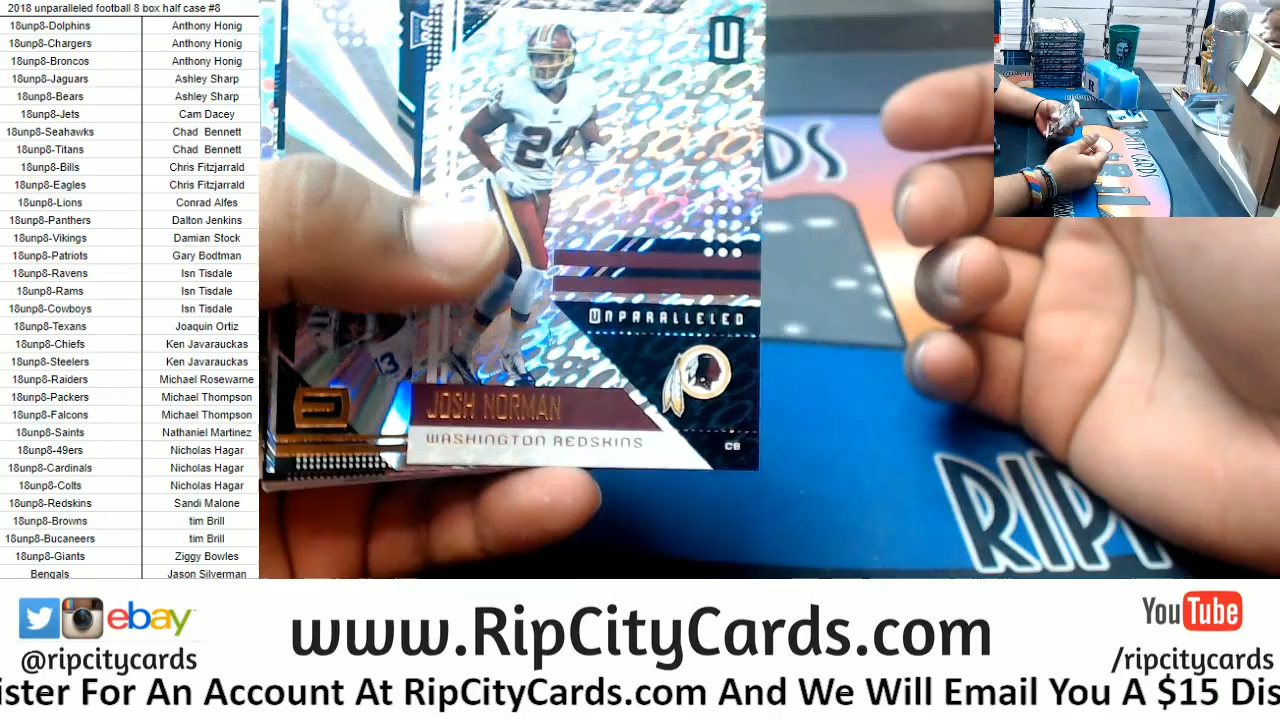 2018 unparalleled football 8 box half case #8
18unp8-Dolphins Anthony Honig
18unp8-Chargers Anthony Honig
18unp8-Broncos Anthony Honig
18unp8-Jaguars Ashley Sharp
18unp8-Bears Ashley Sharp
18unp8-Jets Cam Dacey
18unp8-Seahawks Chad Bennett
18unp8-Titans Chad Bennett
18unp8-Bills Chris Fitzjarrald
18unp8-Eagles Chris Fitzjarrald
18unp8-Lions Conrad Alfes
18unp8-Panthers Dalton Jenkins
18unp8-Vikings Damian Stock
18unp8-Patriots Gary Bodtman
18unp8-Ravens Isn Tisdale
18unp8-Rams Isn Tisdale
18unp8-Cowboys Isn Tisdale
18unp8-Texans Joaquin Ortiz
18unp8-Chiefs Ken Javarauckas
18unp8-Steelers Ken Javarauckas
18unp8-Raiders Michael Rosewarne
18unp8-Packers Michael Thompson
18unp8-Falcons Michael Thompson
18unp8-Saints Nathaniel Martinez
18unp8-49ers Nicholas Hagar
18unp8-Cardinals Nicholas Hagar
18unp8-Colts Nicholas Hagar
18unp8-Redskins Sandi Malone
18unp8-Browns tim Brill
18unp8-Bucaneers tim Brill
18unp8-Giants Ziggy Bowles
Bengals Jason Silverman
U
24
UNPARALLELED
JOSH NORMAN
WASHINGTON REDSKINS
CB
13
DS
RIP
ebay
@ripcitycards
www.RipCityCards.com
YouTube
/ripcitycards
ister For An Account At RipCityCards.com And We Will Email You A $15 Dis